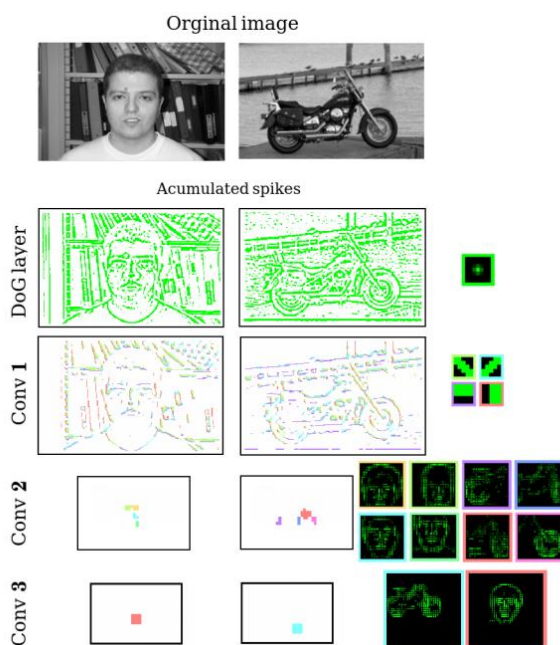 Orginal image
Acumulated spikes
DoG layer
Conv 1
Conv 2
Conv 3